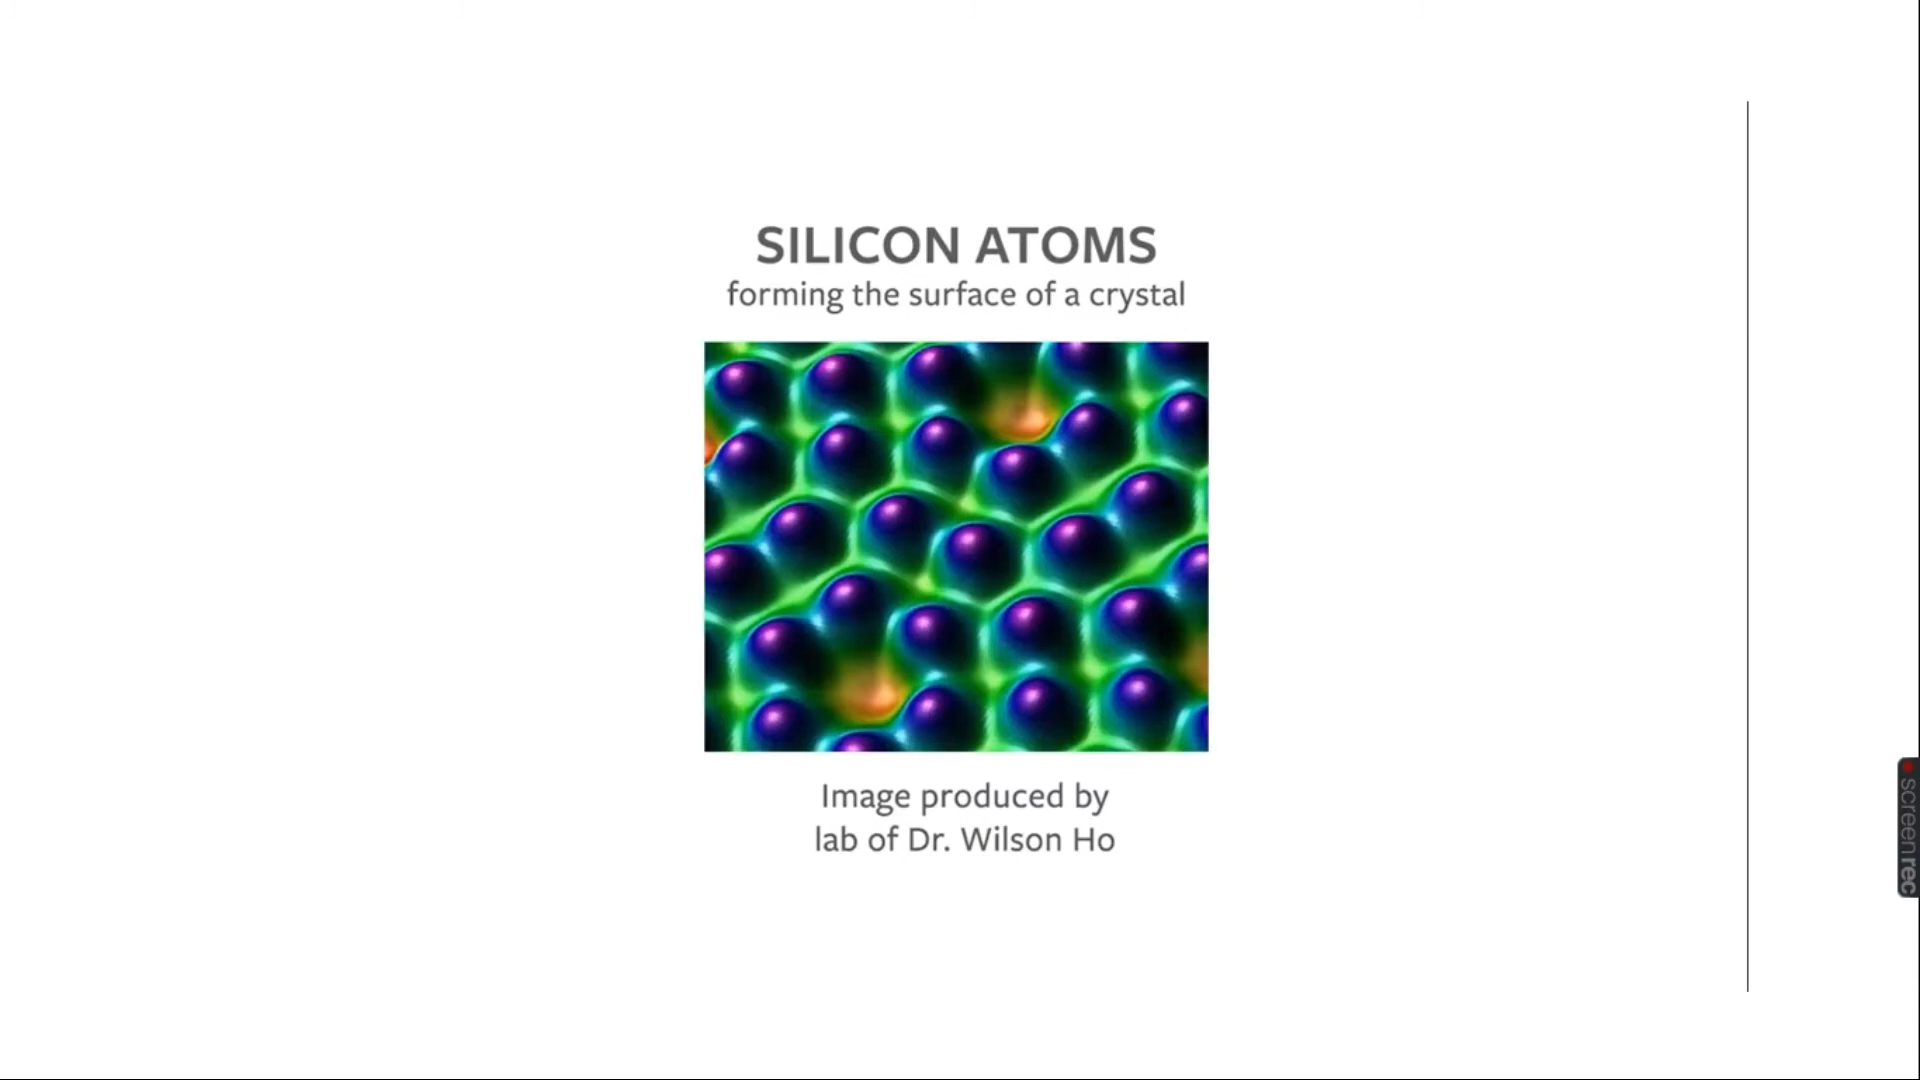 SILICON ATOMS
forming the surface of a crystal
Image produced by
lab of Dr. Wilson Ho
screenrec